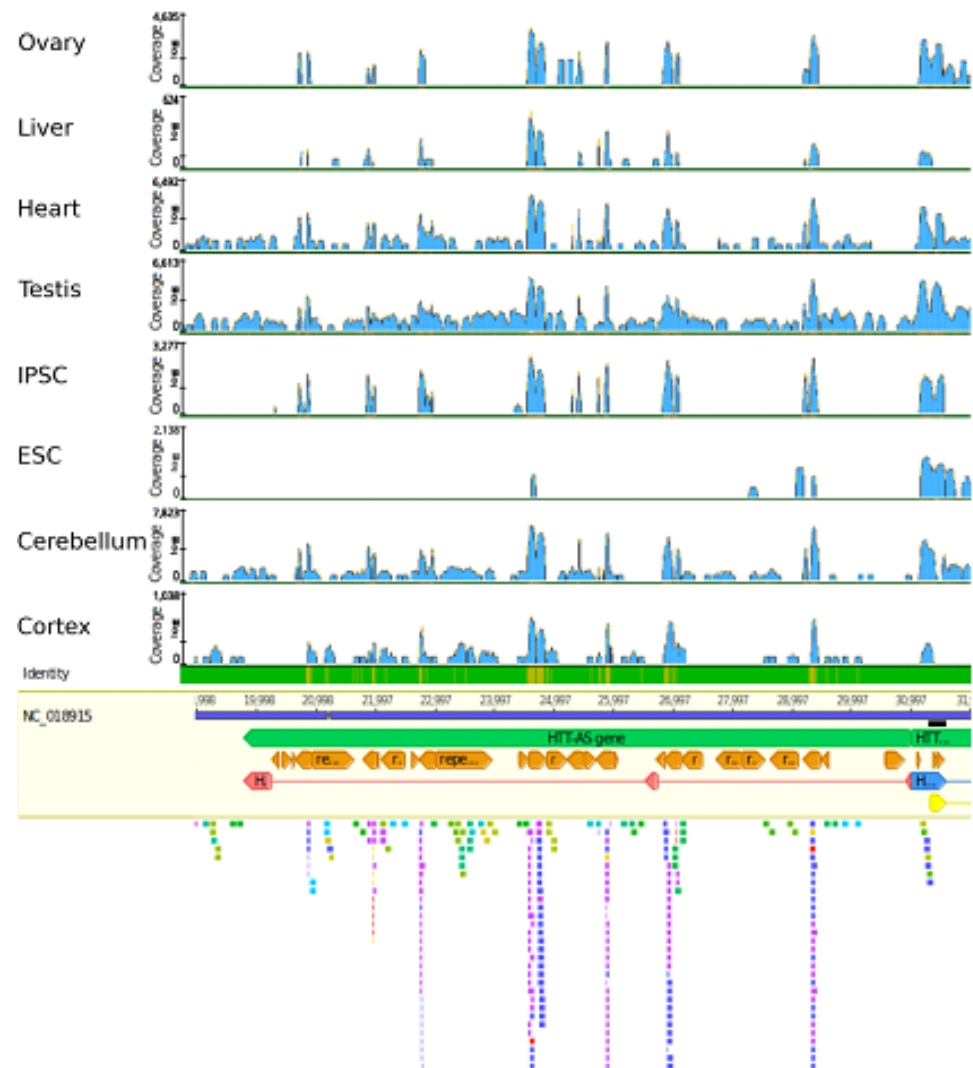 Ovary
Coverage
4,635
0
Liver
Coverage
624
0
Heart
Coverage
6,492
0
Testis
Coverage
6,613
0
IPSC
Coverage
3,277
0
ESC
Coverage
2,138
0
Cerebellum
Coverage
7,823
0
Cortex
Coverage
1,038
0
Identity
,998 19,998 20,998 21,997 22,997 23,997 24,997 25,997 26,997 27,997 28,997 29,997 30,997 31,
NC_018915
HTT-AS gene HTT...
re... r. repe... r r r.. r.. r..
H. H...